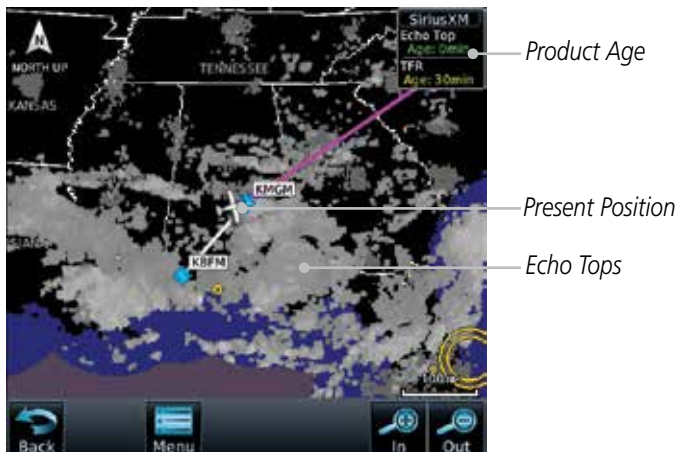 SiriusXM
Echo Top
Age: 0min
TFR
Age: 30min
Product Age
NORTH UP
TENNESSEE
KANSAS
KMGM
Present Position
KBFM
Echo Tops
Back
Menu
In
Out